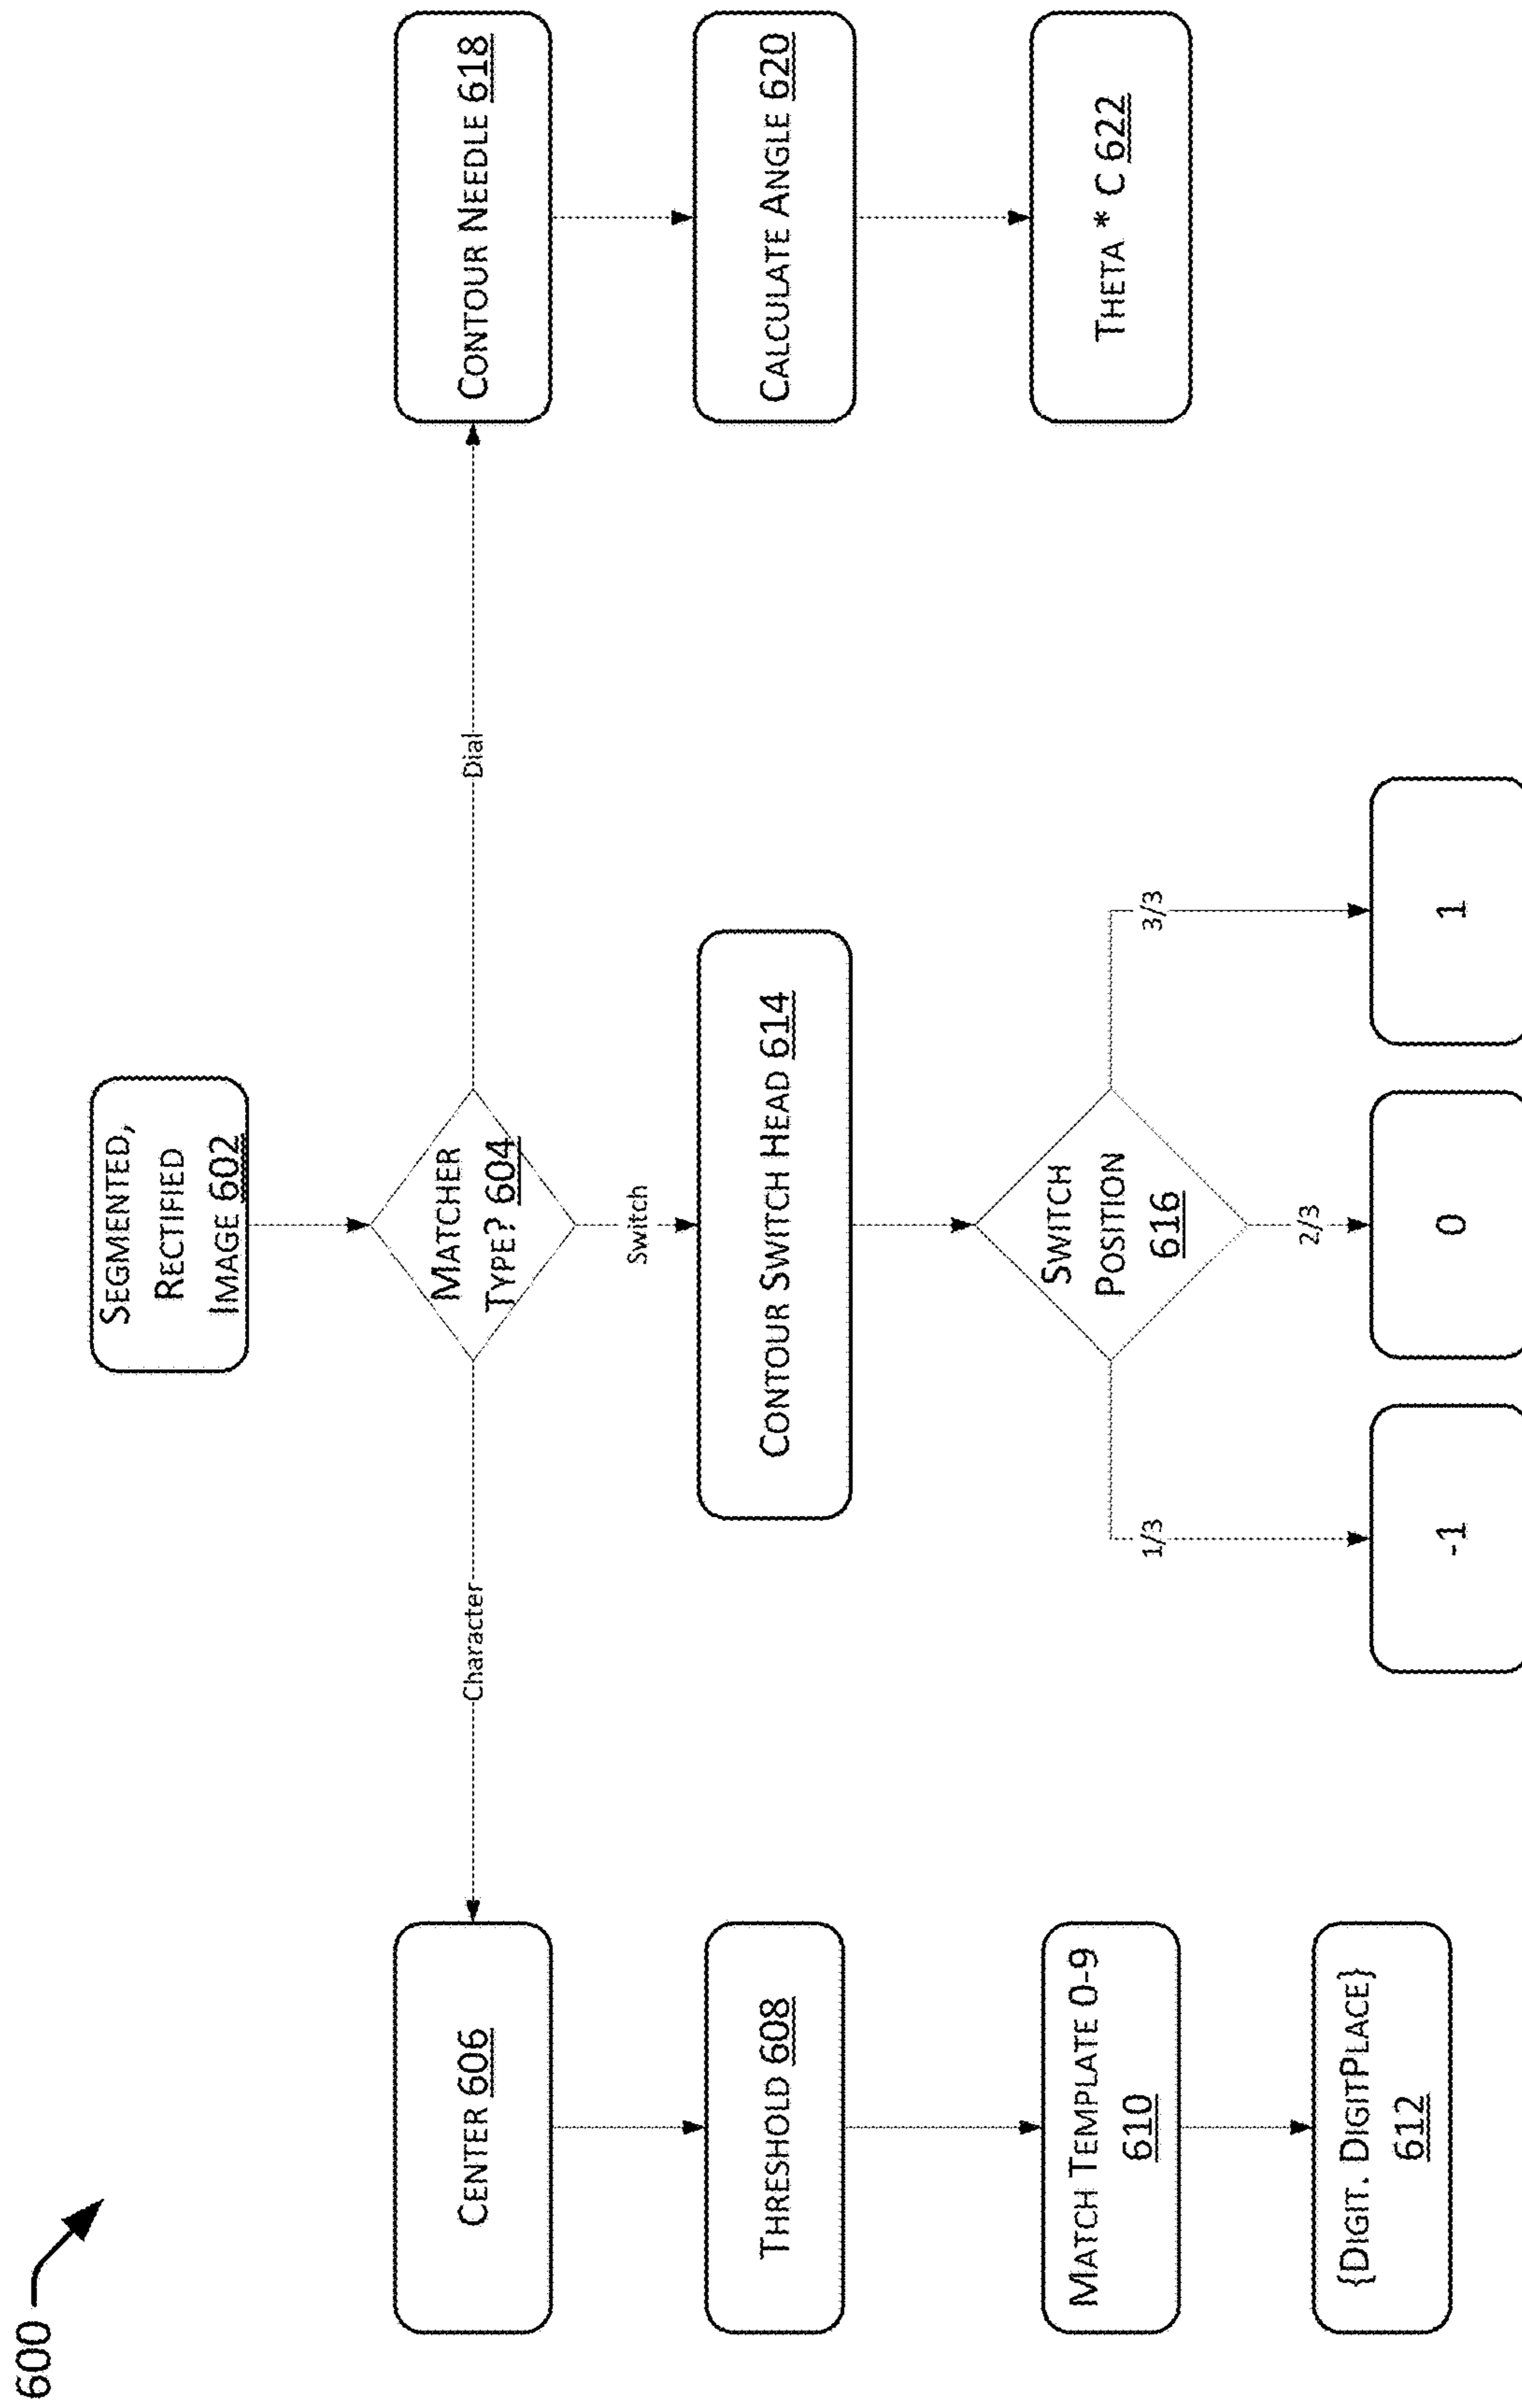 600
SEGMENTED,
RECTIFIED
IMAGE 602
MATCHER
TYPE? 604
Character
Switch
Dial
CENTER 606
THRESHOLD 608
MATCH TEMPLATE 0-9
610
{DIGIT. DIGITPLACE}
612
CONTOUR SWITCH HEAD 614
SWITCH
POSITION
616
1/3
2/3
3/3
-1
0
1
CONTOUR NEEDLE 618
CALCULATE ANGLE 620
THETA * C 622